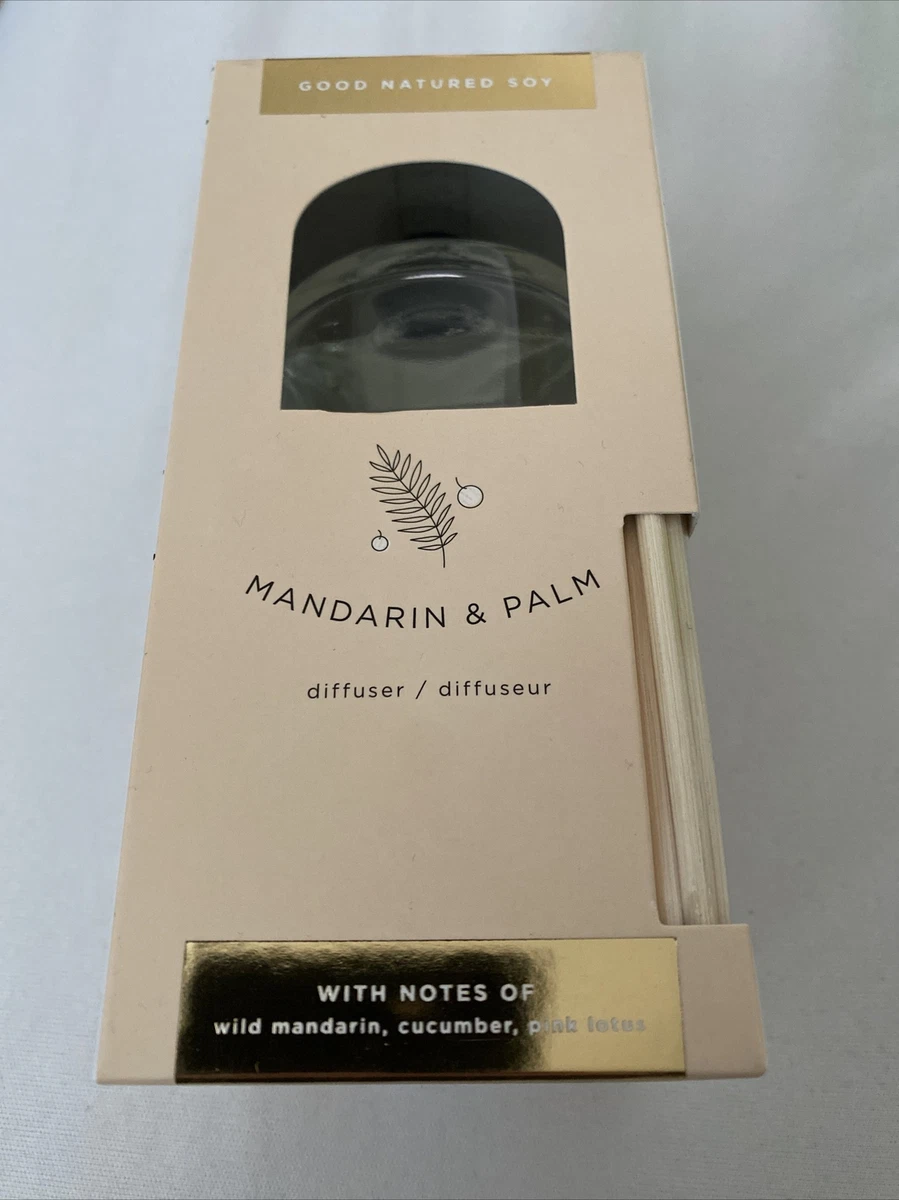 GOOD NATURED SOY
MANDARIN & PALM
diffuser / diffuseur
WITH NOTES OF
wild mandarin, cucumber, pink lotus